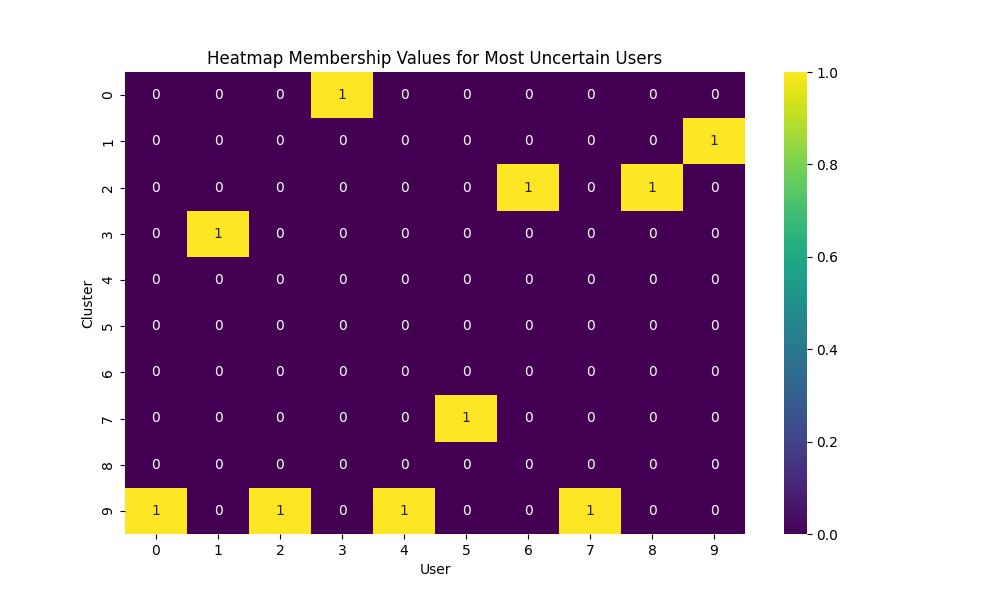 Heatmap Membership Values for Most Uncertain Users
0 0 0 0 1 0 0 0 0 0 0
1 0 0 0 0 0 0 0 0 0 1
2 0 0 0 0 0 0 1 0 1 0
3 0 1 0 0 0 0 0 0 0 0
4 0 0 0 0 0 0 0 0 0 0
5 0 0 0 0 0 0 0 0 0 0
6 0 0 0 0 0 0 0 0 0 0
7 0 0 0 0 0 1 0 0 0 0
8 0 0 0 0 0 0 0 0 0 0
9 1 0 1 0 1 0 0 1 0 0
0 1 2 3 4 5 6 7 8 9
User
Cluster
1.0
0.8
0.6
0.4
0.2
0.0